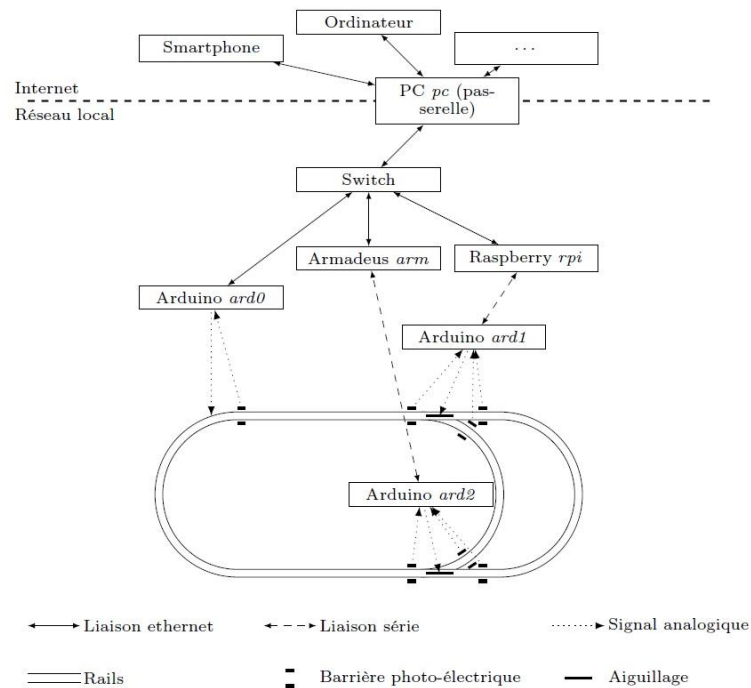 Ordinateur
Smartphone
...
PC pc (pas-
serelle)
Internet
Réseau local
Switch
Armadeus arm
Raspberry rpi
Arduino ard0
Arduino ard1
Arduino ard2
Liaison ethernet
Liaison série
Signal analogique
Rails
Barrière photo-électrique
Aiguillage